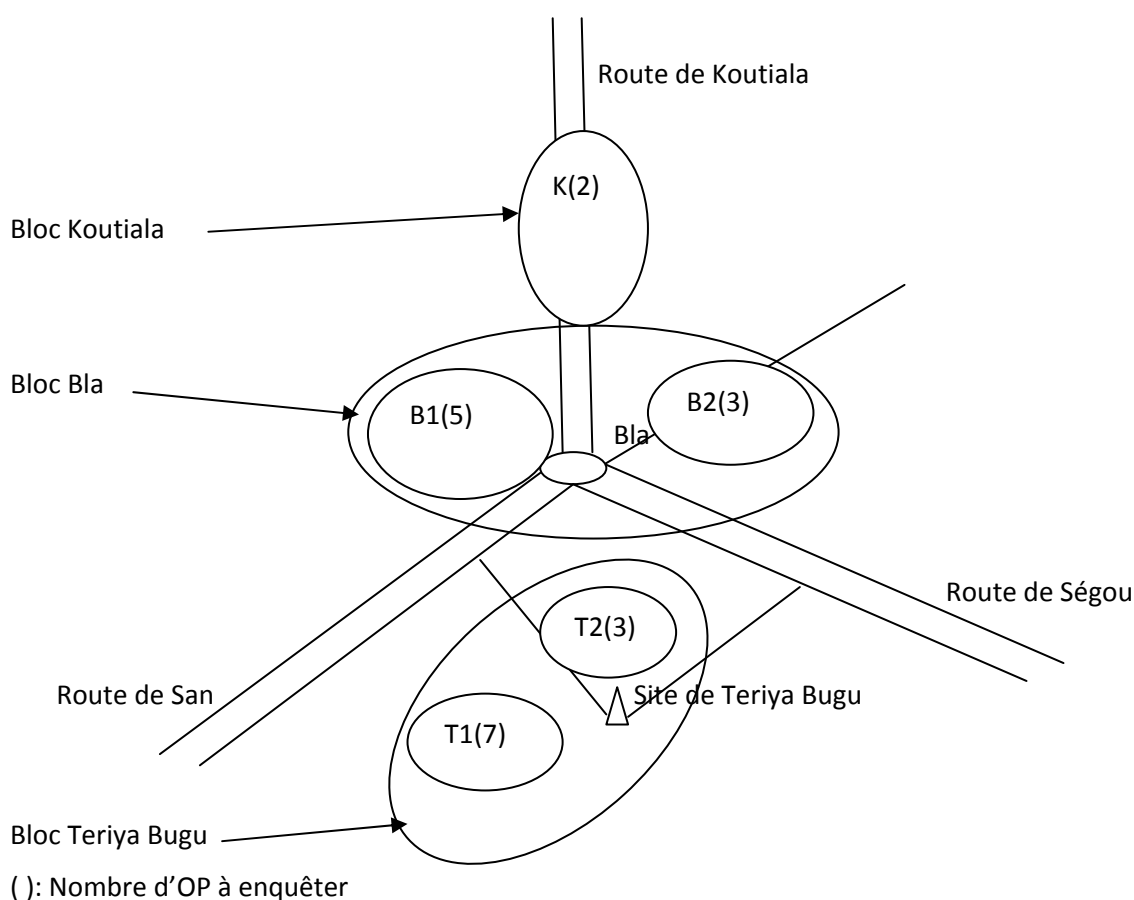 Route de Koutiala
K(2)
Bloc Koutiala
Bloc Bla
B1(5)
B2(3)
Bla
Route de Ségou
T2(3)
Route de San
Site de Teriya Bugu
T1(7)
Bloc Teriya Bugu
( ): Nombre d’OP à enquêter